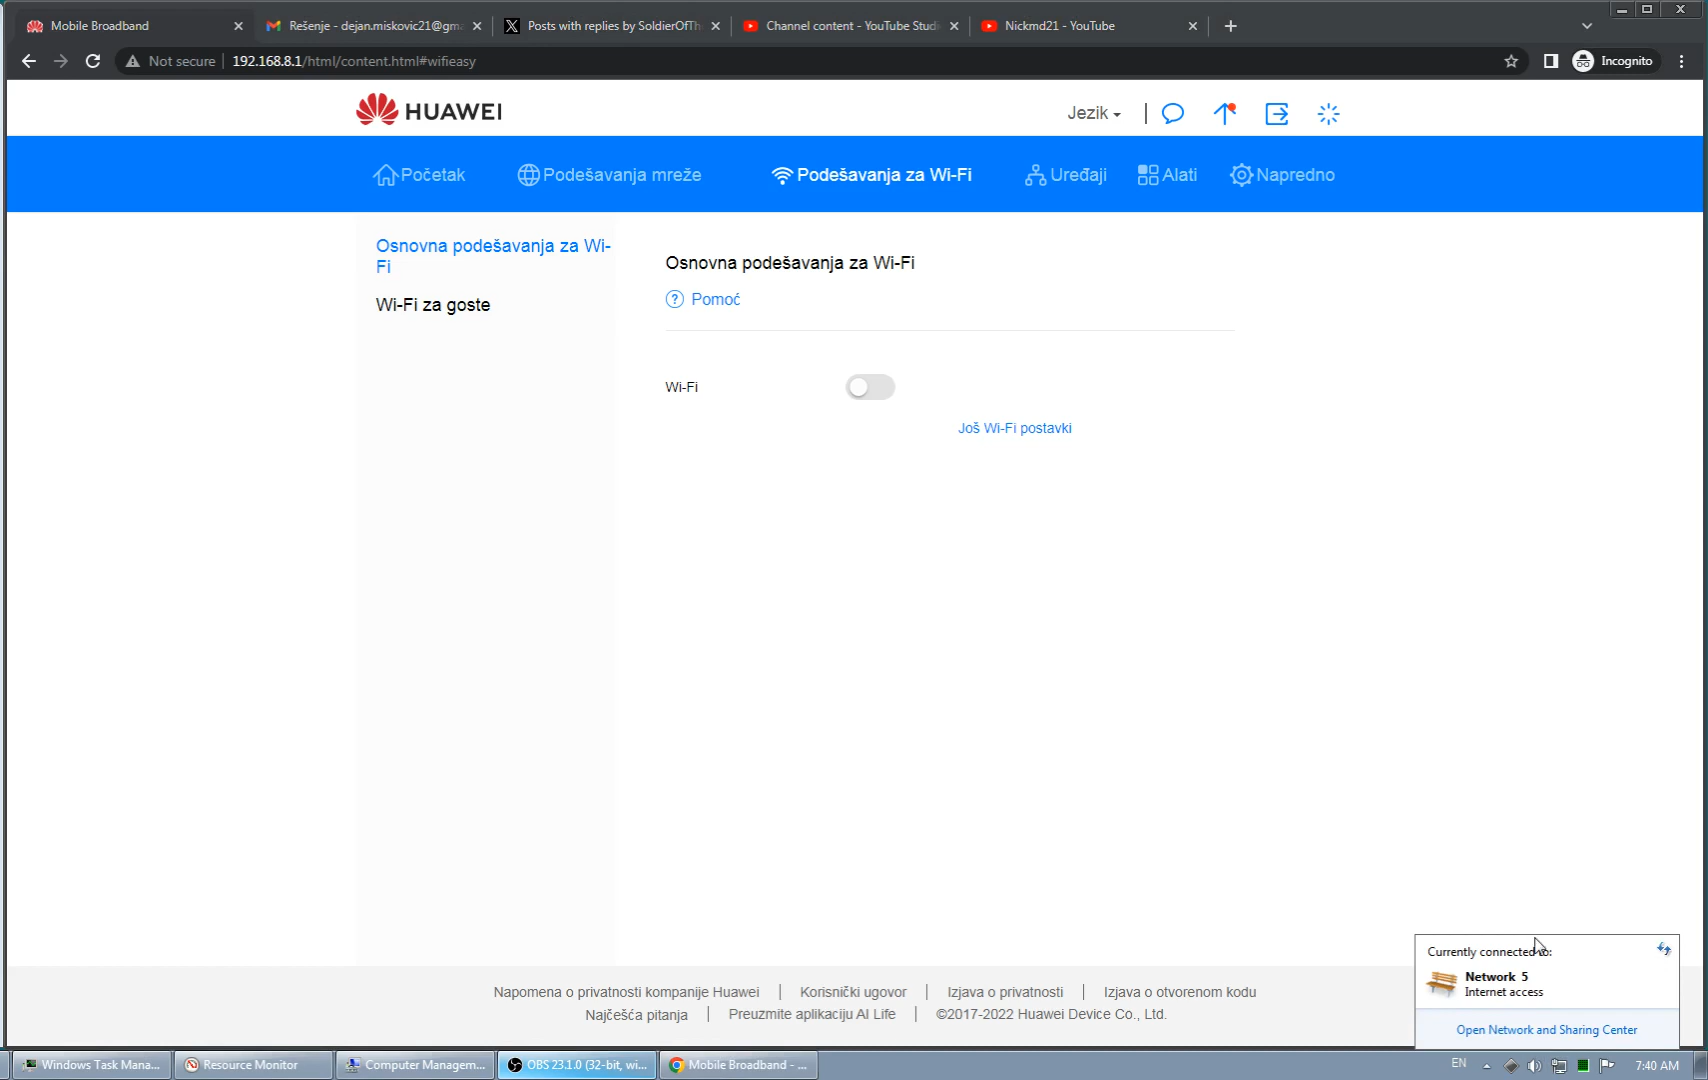 Mobile Broadband
Rešenje - dejan.miskovic21@gma
Posts with replies by SoldierOfTh
Channel content - YouTube Studi
Nickmd21 - YouTube
Not secure
192.168.8.1/html/content.html#wifieasy
Incognito
HUAWEI
Jezik
Početak
Podešavanja mreže
Podešavanja za Wi-Fi
Uređaji
Alati
Napredno
Osnovna podešavanja za Wi-
Fi
Wi-Fi za goste
Osnovna podešavanja za Wi-Fi
? Pomoć
Wi-Fi
Još Wi-Fi postavki
Currently connected to:
Network 5
Internet access
Open Network and Sharing Center
Napomena o privatnosti kompanije Huawei | Korisnički ugovor | Izjava o privatnosti | Izjava o otvorenom kodu
Najčešća pitanja | Preuzmite aplikaciju AI Life | ©2017-2022 Huawei Device Co., Ltd.
Windows Task Mana...
Resource Monitor
Computer Managem...
OBS 23.1.0 (32-bit, wi...
Mobile Broadband - ...
EN
7:40 AM